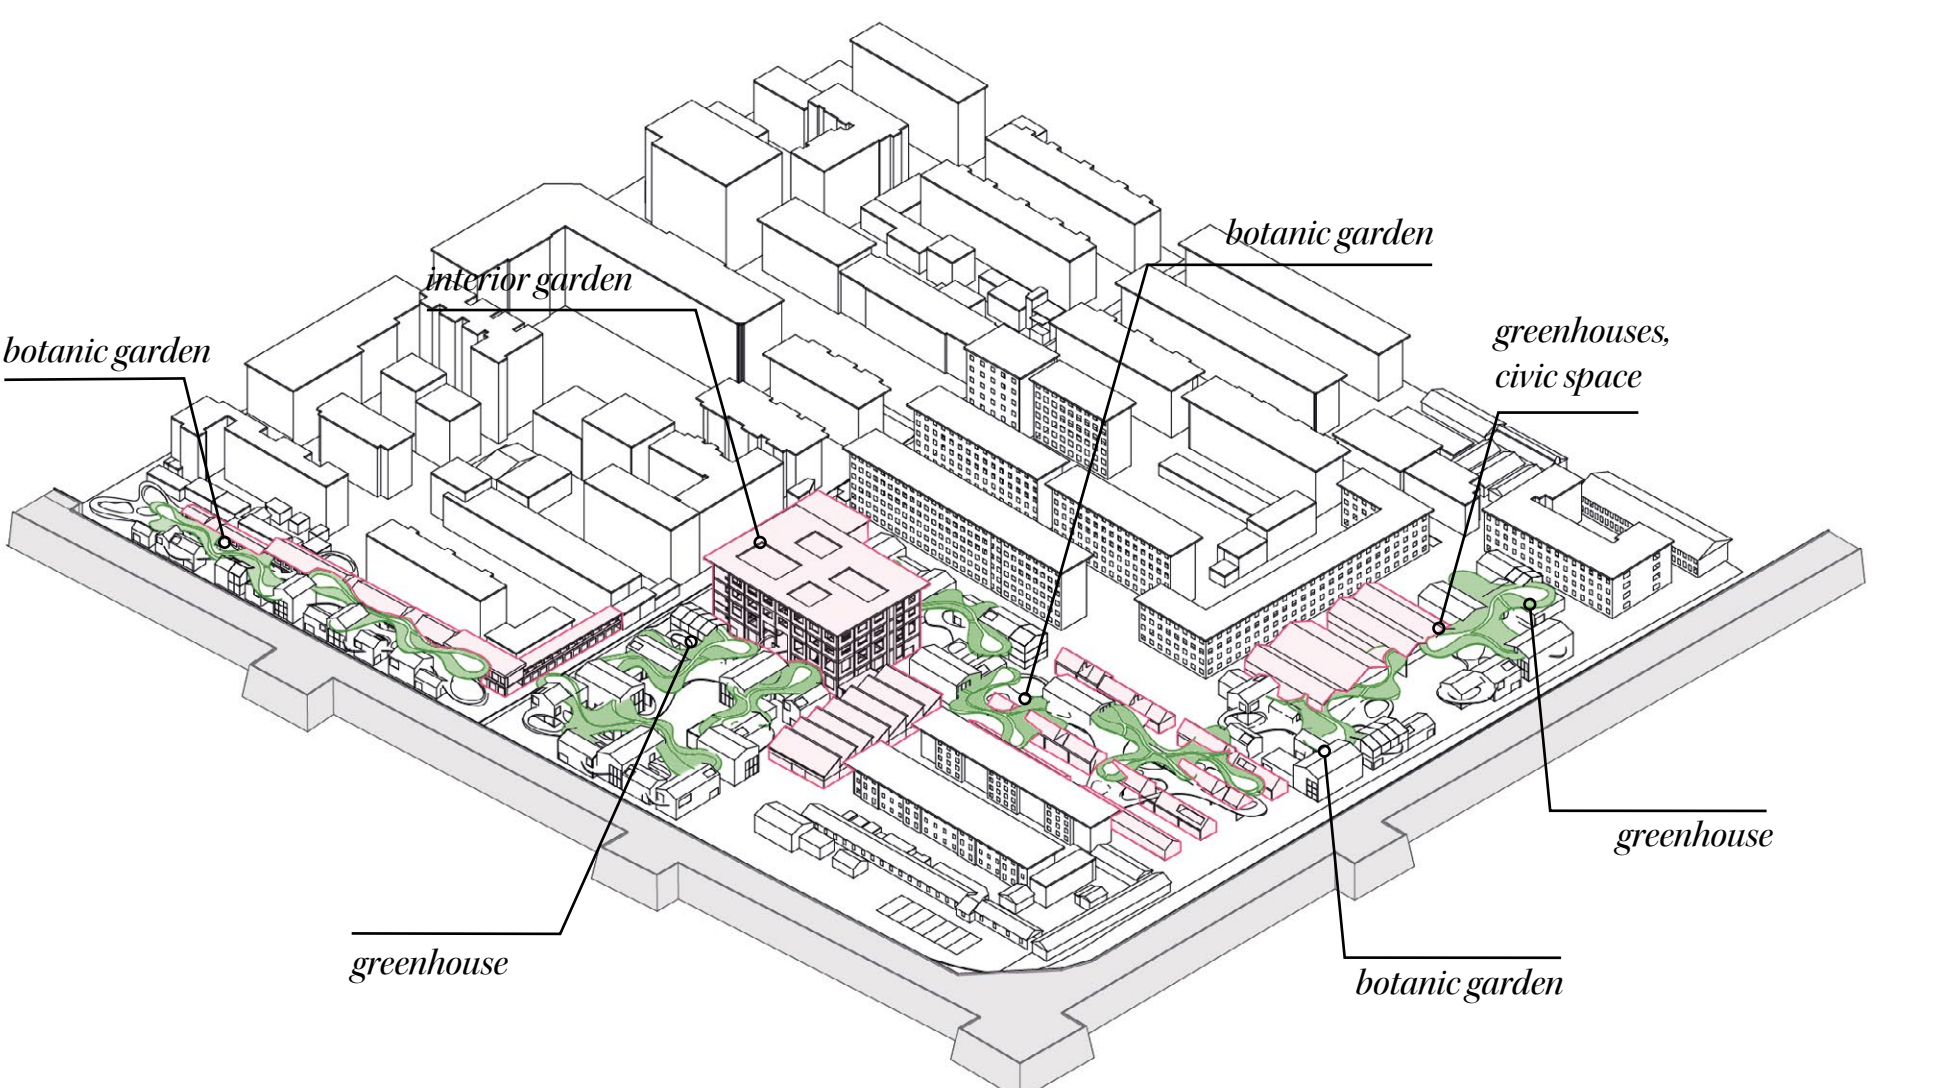 botanic garden
interior garden
botanic garden
greenhouses,
civic space
greenhouse
greenhouse
botanic garden